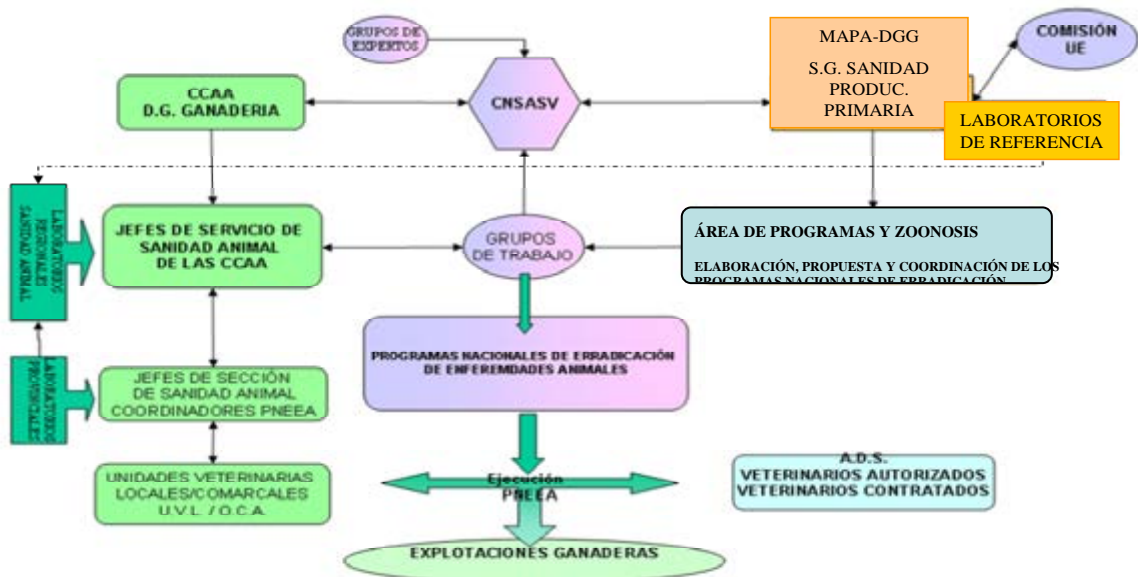 GRUPOS DE
EXPERTOS
MAPA-DGG
S.G. SANIDAD
PRODUC.
PRIMARIA
COMISIÓN
UE
CCAA
D.G. GANADERIA
CNSASV
LABORATORIOS
DE REFERENCIA
LABORATORIOS
REGIONALES
SANIDAD ANIMAL
JEFES DE SERVICIO DE
SANIDAD ANIMAL
DE LAS CCAA
GRUPOS
DE TRABAJO
ÁREA DE PROGRAMAS Y ZOONOSIS
ELABORACIÓN, PROPUESTA Y COORDINACIÓN DE LOS
PROGRAMAS NACIONALES DE ERRADICACIÓN
PROGRAMAS NACIONALES DE ERRADICACIÓN
DE ENFEREMDADES ANIMALES
LABORATORIOS
PROVINCIALES
JEFES DE SECCIÓN
DE SANIDAD ANIMAL
COORDINADORES PNEEA
UNIDADES VETERINARIAS
LOCALES/COMARCALES
U.V.L. / O.C.A.
Ejecución
PNEEA
A.D.S.
VETERINARIOS AUTORIZADOS
VETERINARIOS CONTRATADOS
EXPLOTACIONES GANADERAS